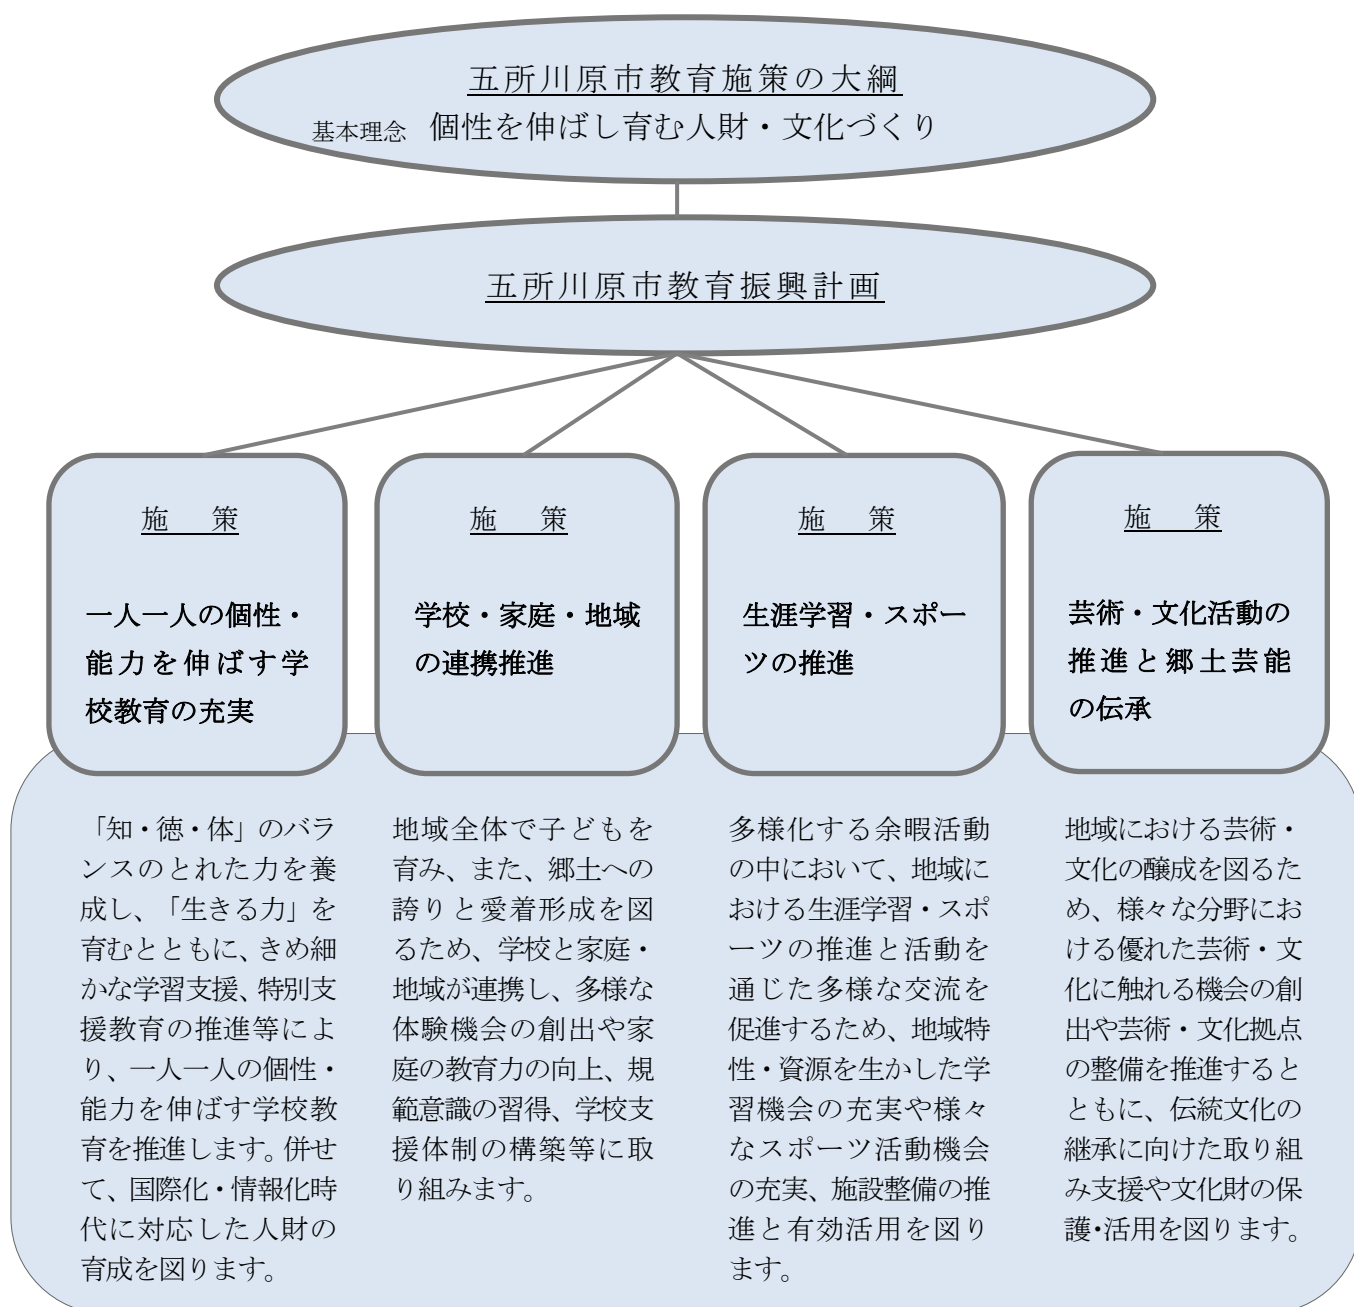 五所川原市教育施策の大綱
基本理念 個性を伸ばし育む人財・文化づくり
五所川原市教育振興計画
施 策
一人一人の個性・
能力を伸ばす学
校教育の充実
施 策
学校・家庭・地域
の連携推進
施 策
生涯学習・スポー
ツの推進
施 策
芸術・文化活動の
推進と郷土芸能
の伝承
「知・徳・体」のバラ
ンスのとれた力を養
成し、「生きる力」を
育むとともに、きめ細
かな学習支援、特別支
援教育の推進等によ
り、一人一人の個性・
能力を伸ばす学校教
育を推進します。併せ
て、国際化・情報化時
代に対応した人財の
育成を図ります。
地域全体で子どもを
育み、また、郷土への
誇りと愛着形成を図
るため、学校と家庭・
地域が連携し、多様な
体験機会の創出や家
庭の教育力の向上、規
範意識の習得、学校支
援体制の構築等に取
り組みます。
多様化する余暇活動
の中において、地域に
おける生涯学習・スポ
ーツの推進と活動を
通じた多様な交流を
促進するため、地域特
性・資源を生かした学
習機会の充実や様々
なスポーツ活動機会
の充実、施設整備の推
進と有効活用を図り
ます。
地域における芸術・
文化の醸成を図るた
め、様々な分野にお
ける優れた芸術・文
化に触れる機会の創
出や芸術・文化拠点
の整備を推進すると
ともに、伝統文化の
継承に向けた取り組
み支援や文化財の保
護・活用を図ります。